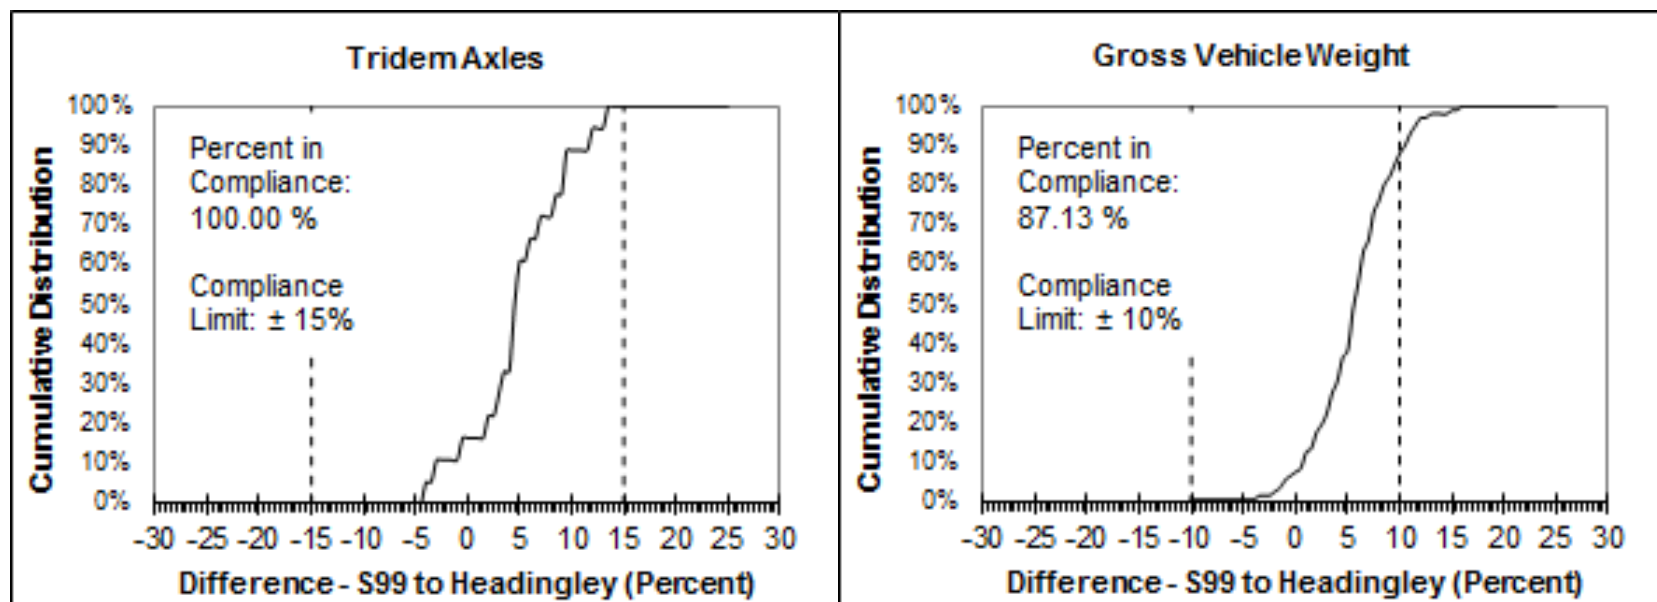 Tridem Axles
100%
90%
80%
70%
60%
50%
40%
30%
20%
10%
0%
Cumulative Distribution
Percent in
Compliance:
100.00 %
Compliance
Limit: ± 15%
-30 -25 -20 -15 -10 -5 0 5 10 15 20 25 30
Difference - S99 to Headingley (Percent)
Gross Vehicle Weight
100%
90%
80%
70%
60%
50%
40%
30%
20%
10%
0%
Cumulative Distribution
Percent in
Compliance:
87.13 %
Compliance
Limit: ± 10%
-30 -25 -20 -15 -10 -5 0 5 10 15 20 25 30
Difference - S99 to Headingley (Percent)